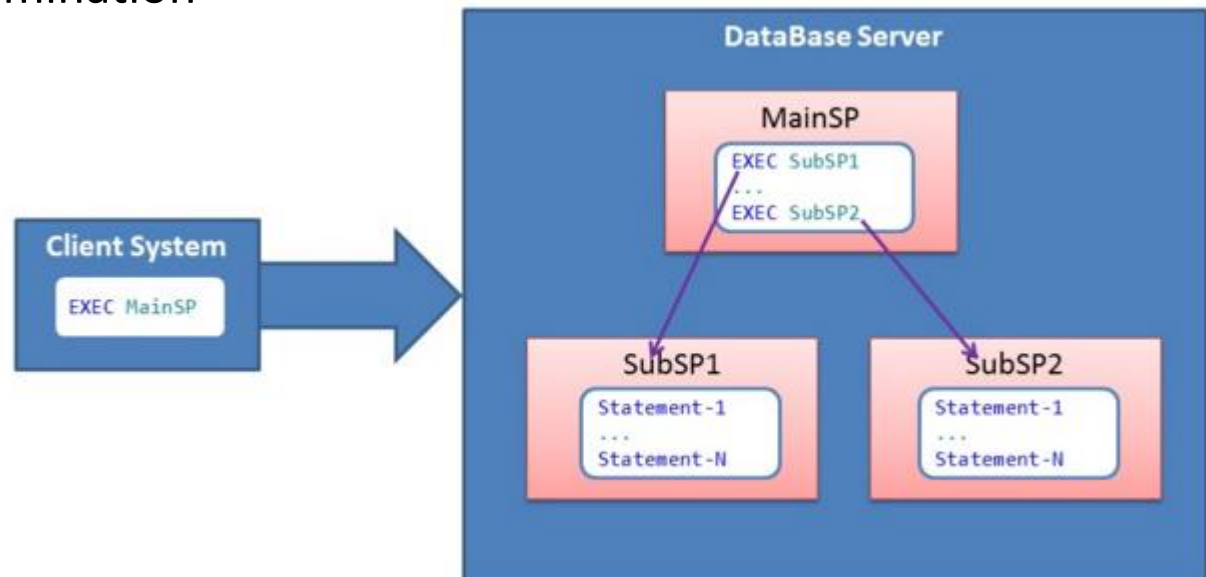 DataBase Server
MainSP
EXEC SubSP1
...
EXEC SubSP2
Client System
EXEC MainSP
SubSP1
Statement-1
...
Statement-N
SubSP2
Statement-1
...
Statement-N